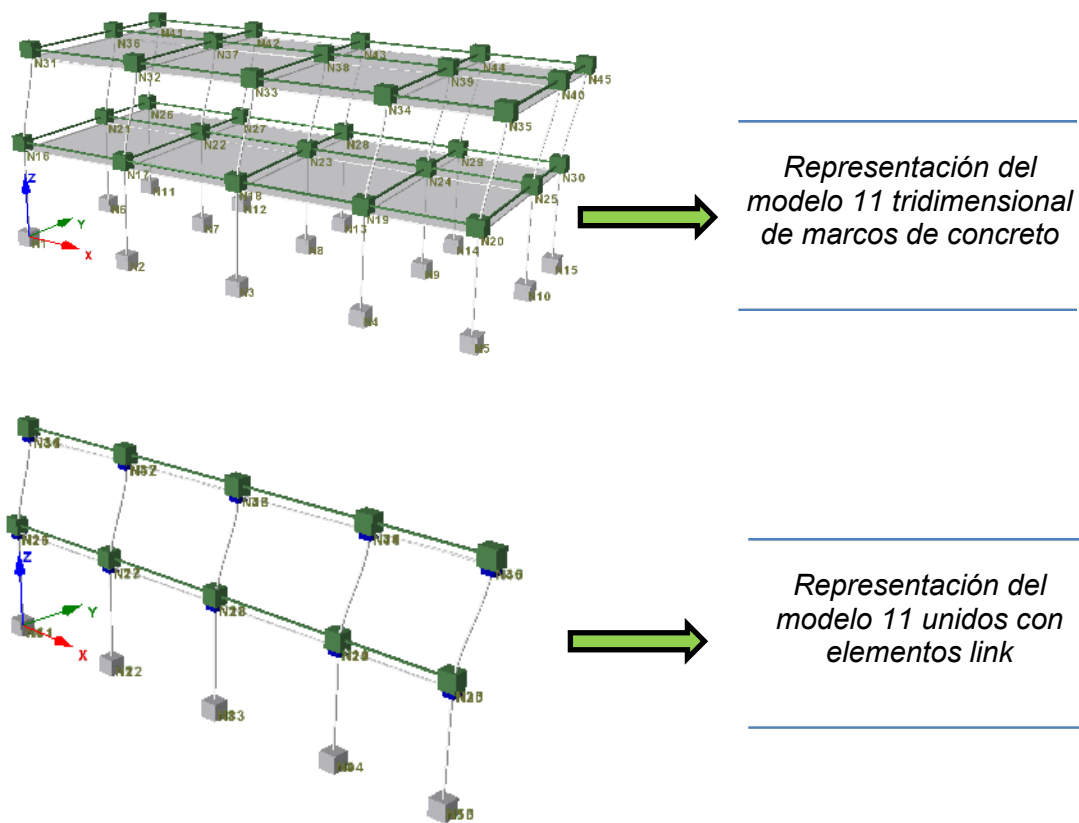 N41
N36
N42
N31
N37
N43
N32
N38
N44
N33
N39
N45
N34
N40
N35
N26
N21
N27
N16
N22
N28
N17
N23
N29
N18
N24
N30
N19
N25
N20
Z
Y
X
N1
N6
N11
N2
N7
N12
N3
N8
N13
N4
N9
N14
N5
N10
N15
Representación del
modelo 11 tridimensional
de marcos de concreto
Z
Y
X
Representación del
modelo 11 unidos con
elementos link